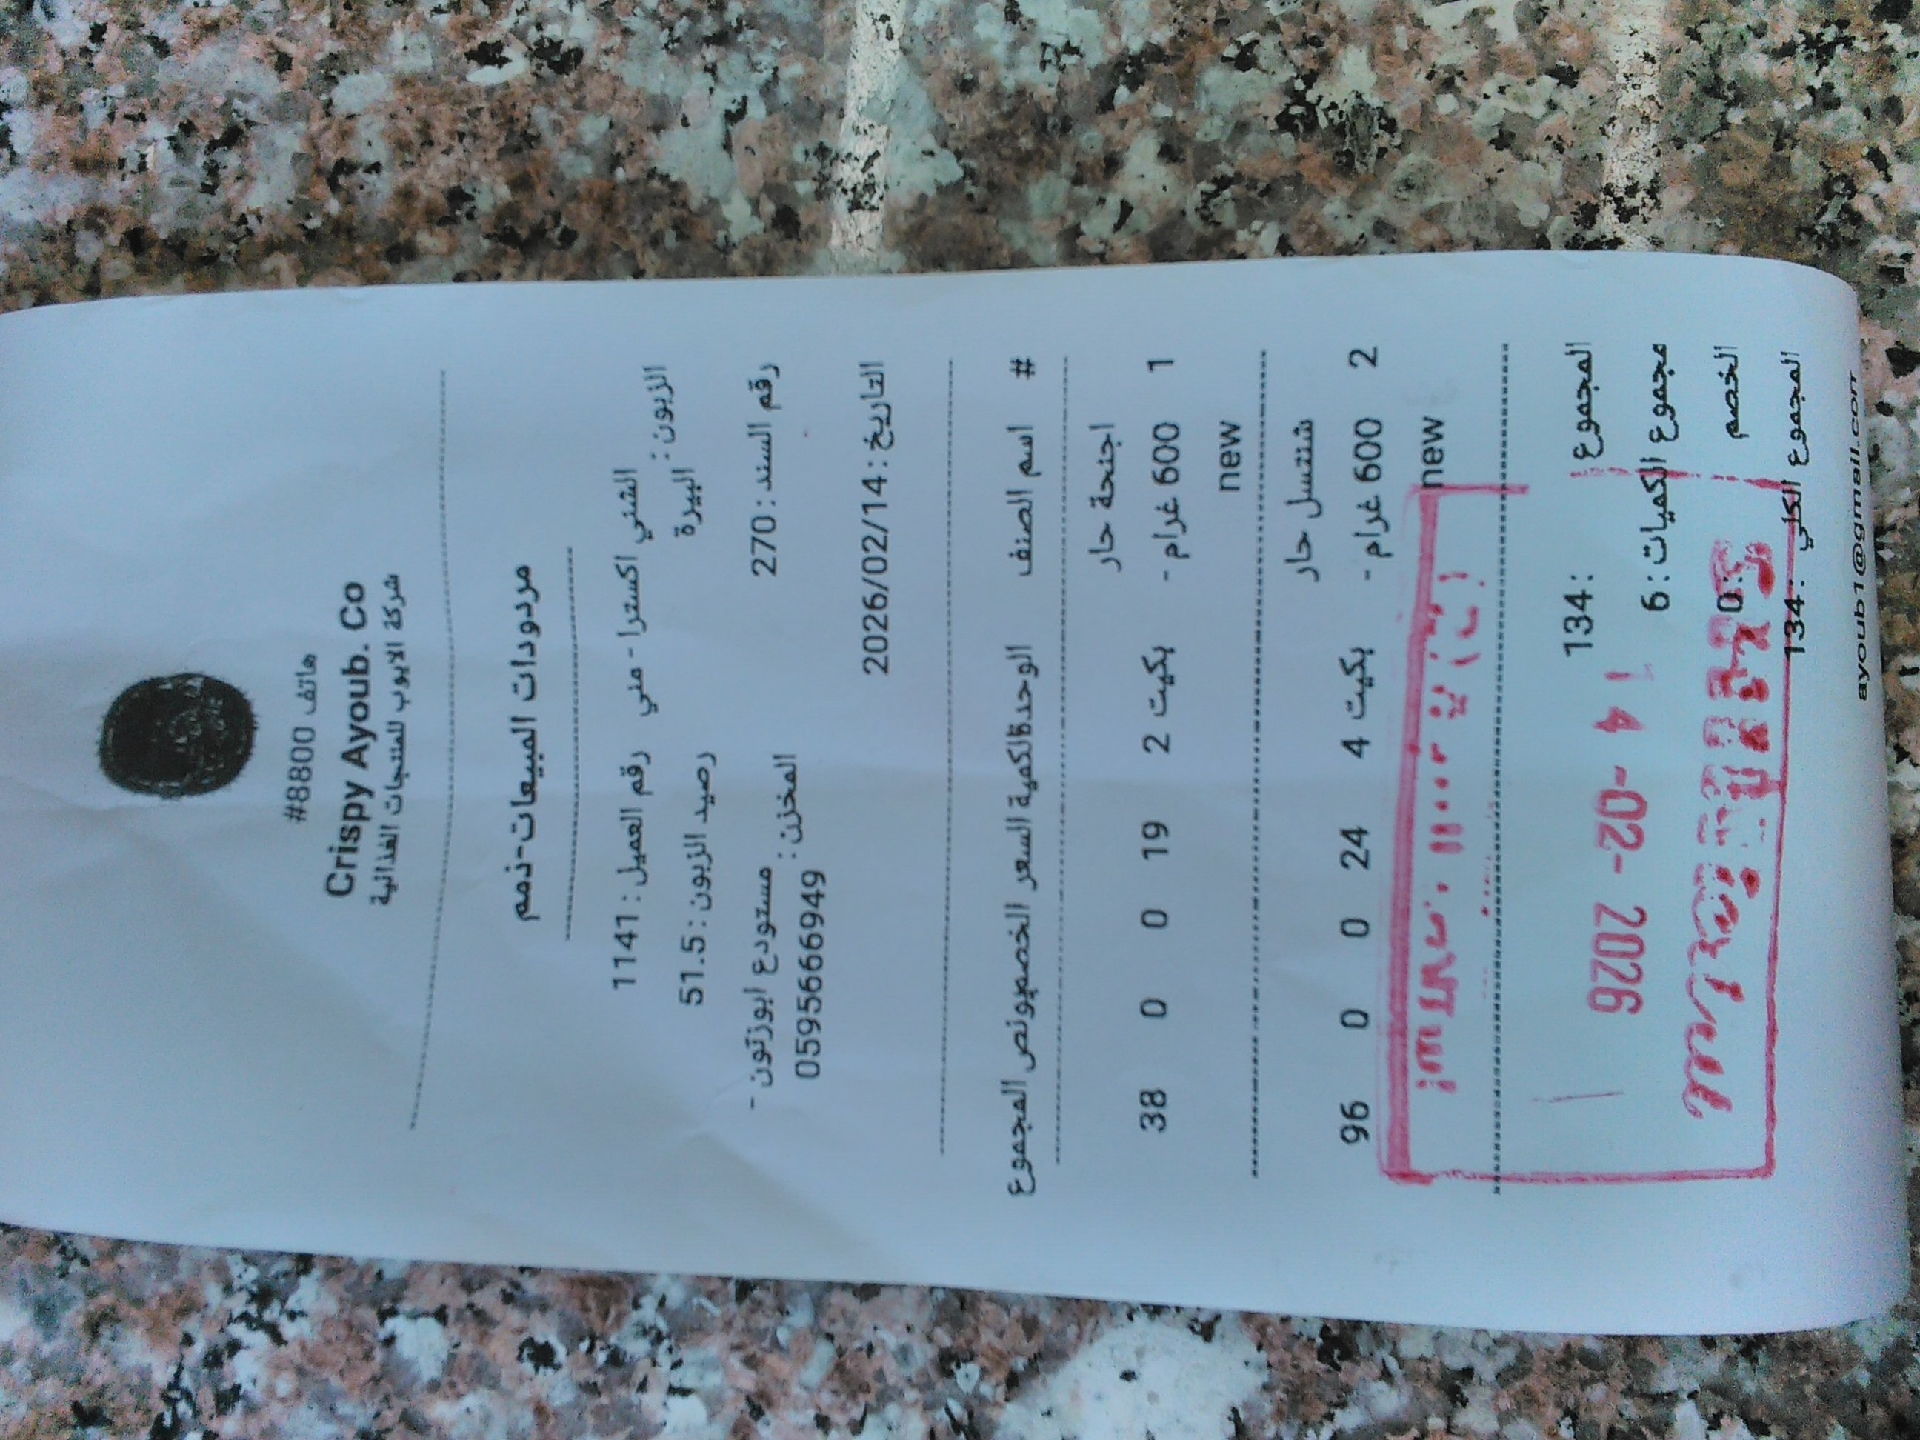 هاتف 8800#
Crispy Ayoub. Co
شركة الايوب للمنتجات الغذائية
مردودات المبيعات-ذمم
الزبون: الشني اكسترا - مني البيرة
رقم العميل: 1141
رصيد الزبون: 51.5
رقم السند: 270
المخزن: مستودع ابوزتون - 0595666949
التاريخ: 2026/02/14
# اسم الصنف الوحدة الكمية السعر الخصم بونص المجموع
1 اجنحة حار 600 غرام - new بكيت 2 19 0 0 38
2 شنتسل حار 600 غرام - new بكيت 4 24 0 0 96
المجموع : 134
مجموع الكميات: 6
الخصم : 0
المجموع الكلي : 134
14 -02- 2026
ayoub1@gmail.com